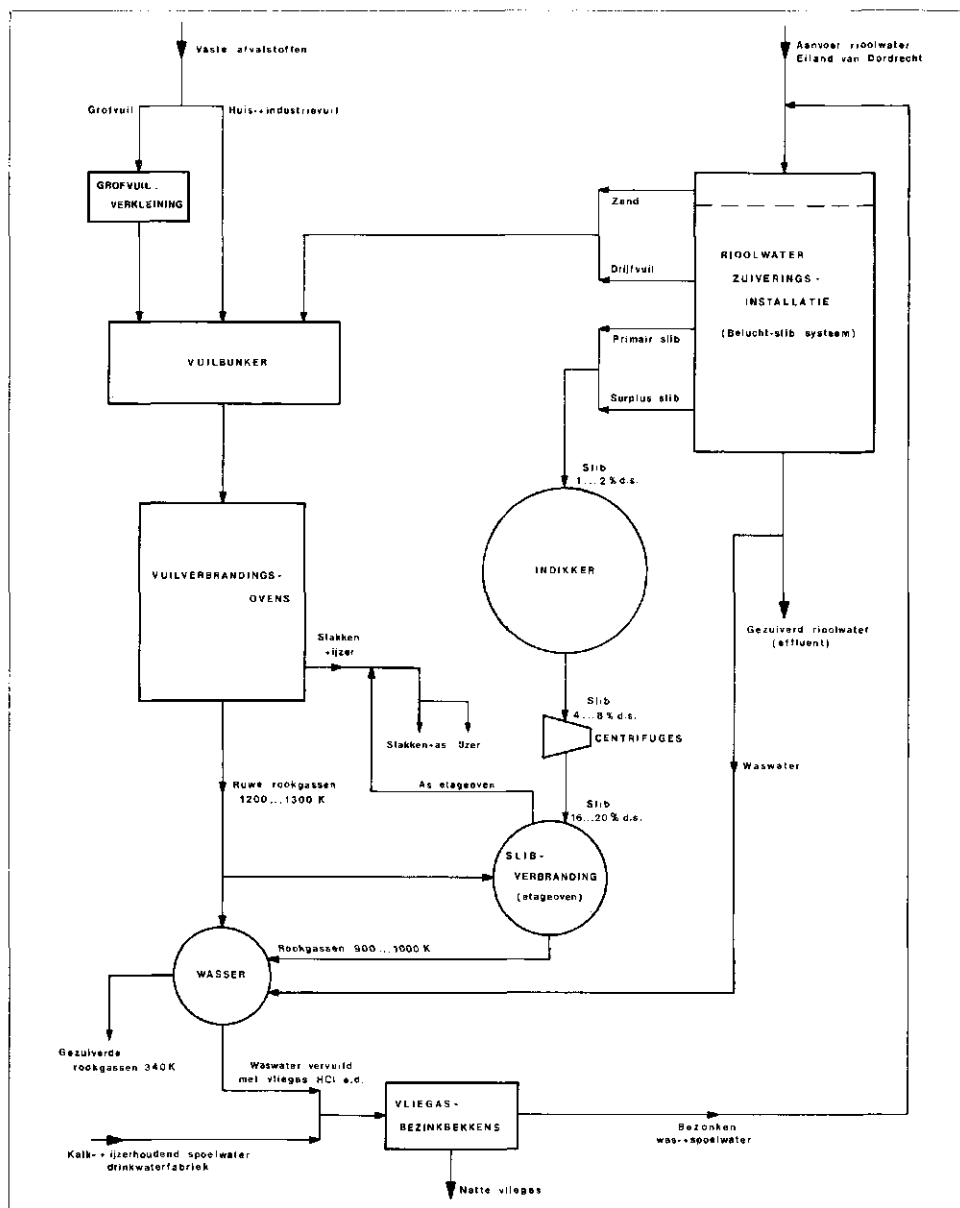 Vaste afvalstoffen
Aanvoer rioolwater
Eiland van Dordrecht
Grofvuil
Huis-+industrievuil
GROFVUIL-
VERKLEINING
Zand
RIOOLWATER
ZUIVERINGS-
INSTALLATIE
(Belucht-slib systeem)
Drijfvuil
Primair slib
Surplus slib
VUILBUNKER
Slib
1...2% d.s.
INDIKKER
VUILVERBRANDINGS-
OVENS
Slakken
+ijzer
Gezuiverd rioolwater
(effluent)
Slib
4...8% d.s.
CENTRIFUGES
Slakken+as
IJzer
Waswater
Ruwe rookgassen
1200...1300 K
As etageoven
Slib
16...20% d.s.
SLIB-
VERBRANDING
(etageoven)
Rookgassen 900...1000 K
WASSER
Gezuiverde
rookgassen 340K
Waswater vervuild
met vliegas HCl e.d.
VLIEGAS-
BEZINKBEKKENS
Bezonken
was-+spoelwater
Kalk-+ijzerhoudend spoelwater
drinkwaterfabriek
Natte vliegas